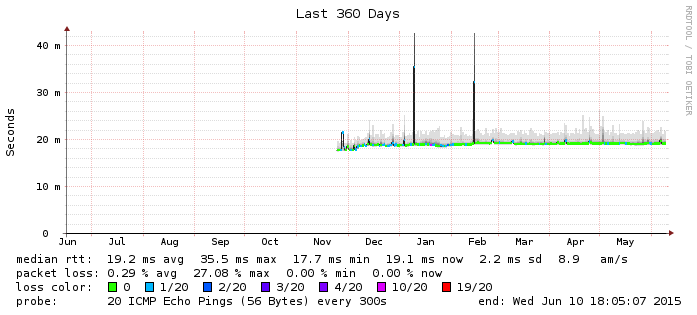 Last 360 Days
RRDTOOL / TOBI OETIKER
Seconds
40 m
30 m
20 m
10 m
0
Jun Jul Aug Sep Oct Nov Dec Jan Feb Mar Apr May
median rtt: 19.2 ms avg 35.5 ms max 17.7 ms min 19.1 ms now 2.2 ms sd 8.9 am/s
packet loss: 0.29 % avg 27.08 % max 0.00 % min 0.00 % now
loss color: 0 1/20 2/20 3/20 4/20 10/20 19/20
probe: 20 ICMP Echo Pings (56 Bytes) every 300s end: Wed Jun 10 18:05:07 2015